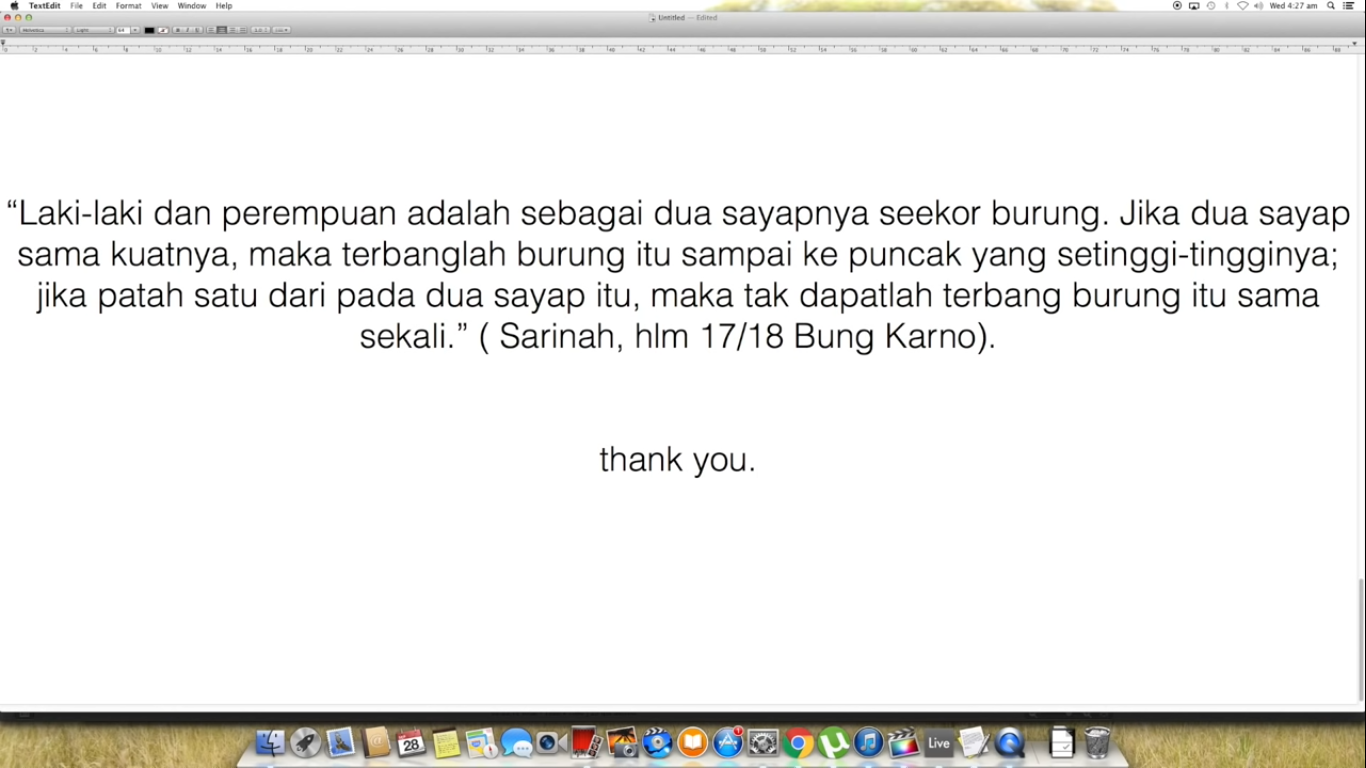 TextEdit File Edit Format View Window Help
Wed 4:27 am
Untitled — Edited
“Laki-laki dan perempuan adalah sebagai dua sayapnya seekor burung. Jika dua sayap
sama kuatnya, maka terbanglah burung itu sampai ke puncak yang setinggi-tingginya;
jika patah satu dari pada dua sayap itu, maka tak dapatlah terbang burung itu sama
sekali.” ( Sarinah, hlm 17/18 Bung Karno).
thank you.
28
Live